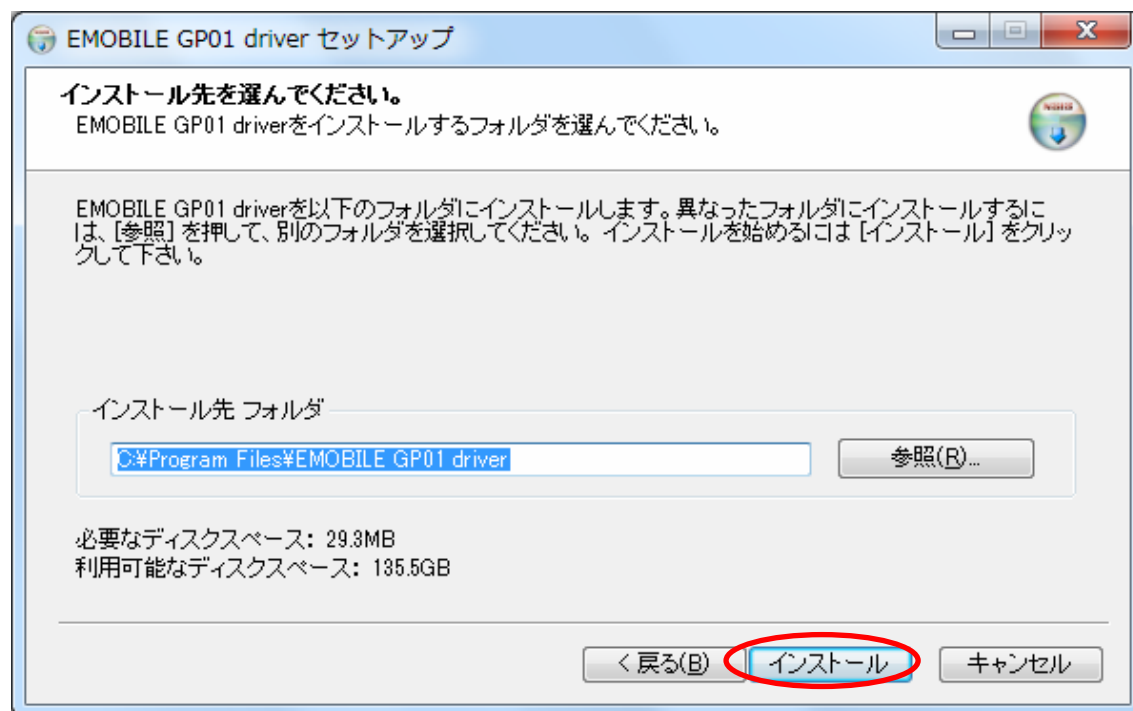 EMOBILE GP01 driver セットアップ
インストール先を選んでください。
EMOBILE GP01 driverをインストールするフォルダを選んでください。
EMOBILE GP01 driverを以下のフォルダにインストールします。異なったフォルダにインストールするに
は、[参照] を押して、別のフォルダを選択してください。 インストールを始めるには [インストール] をクリッ
クして下さい。
インストール先 フォルダ
C:¥Program Files¥EMOBILE GP01 driver
参照(R)...
必要なディスクスペース: 29.3MB
利用可能なディスクスペース: 135.5GB
< 戻る(B)
インストール
キャンセル